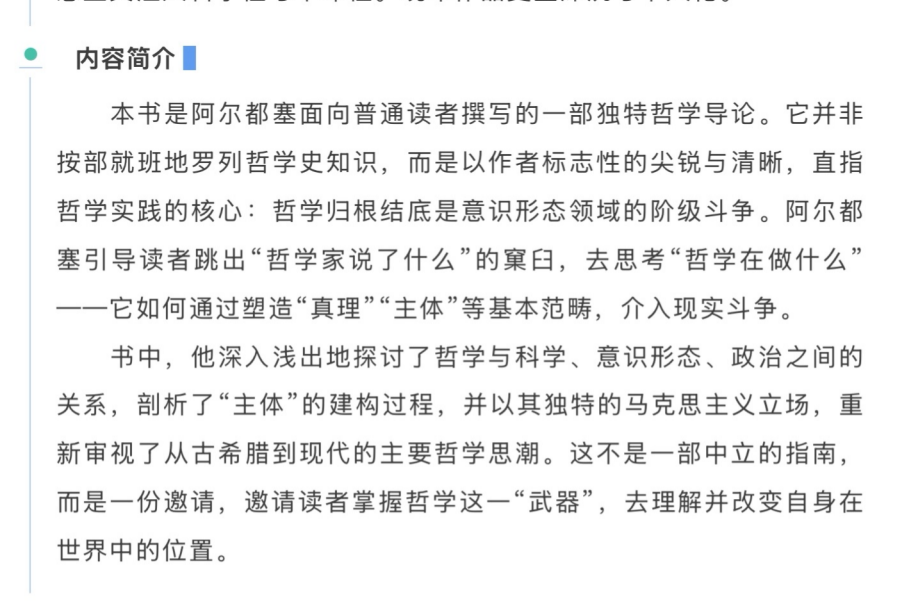 内容简介
本书是阿尔都塞面向普通读者撰写的一部独特哲学导论。它并非
按部就班地罗列哲学史知识，而是以作者标志性的尖锐与清晰，直指
哲学实践的核心：哲学归根结底是意识形态领域的阶级斗争。阿尔都
塞引导读者跳出“哲学家说了什么”的窠臼，去思考“哲学在做什么”
——它如何通过塑造“真理”“主体”等基本范畴，介入现实斗争。
书中，他深入浅出地探讨了哲学与科学、意识形态、政治之间的
关系，剖析了“主体”的建构过程，并以其独特的马克思主义立场，重
新审视了从古希腊到现代的主要哲学思潮。这不是一部中立的指南，
而是一份邀请，邀请读者掌握哲学这一“武器”，去理解并改变自身在
世界中的位置。